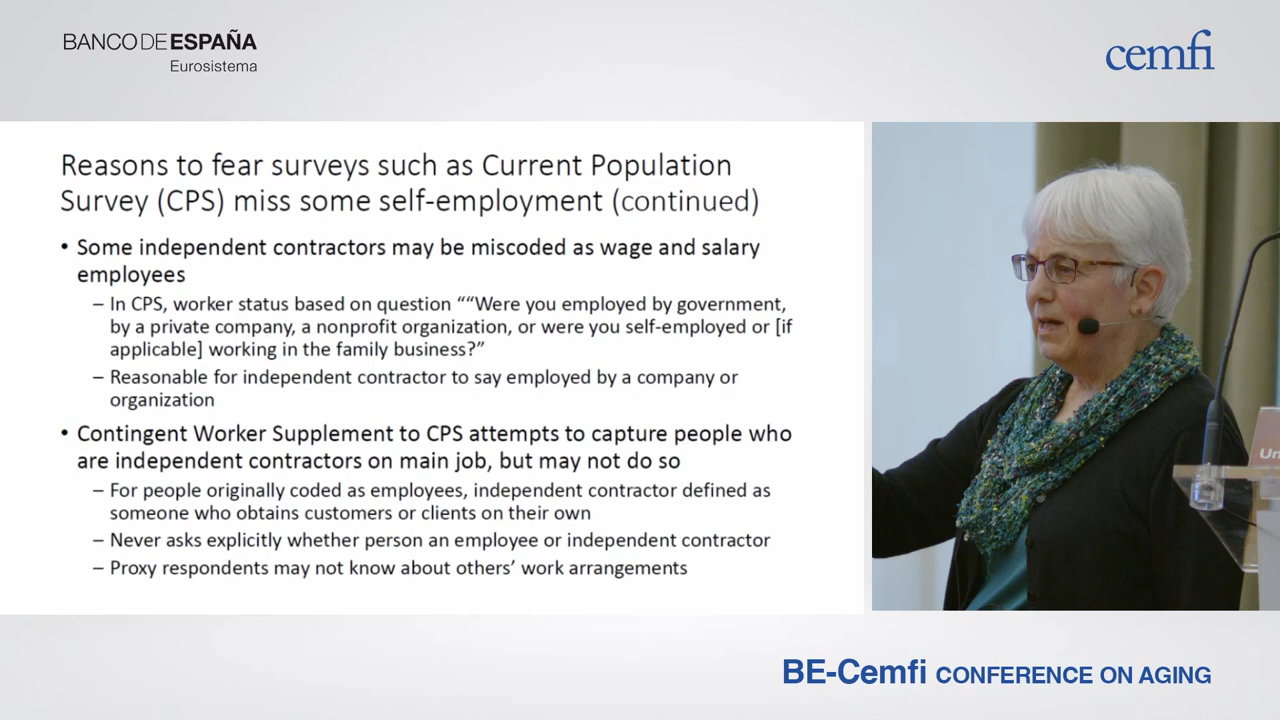 BANCO DE ESPAÑA
Eurosistema
cemfi
Reasons to fear surveys such as Current Population
Survey (CPS) miss some self-employment (continued)
• Some independent contractors may be miscoded as wage and salary
employees
– In CPS, worker status based on question ““Were you employed by government,
by a private company, a nonprofit organization, or were you self-employed or [if
applicable] working in the family business?”
– Reasonable for independent contractor to say employed by a company or
organization
• Contingent Worker Supplement to CPS attempts to capture people who
are independent contractors on main job, but may not do so
– For people originally coded as employees, independent contractor defined as
someone who obtains customers or clients on their own
– Never asks explicitly whether person an employee or independent contractor
– Proxy respondents may not know about others’ work arrangements
Un
BE-Cemfi CONFERENCE ON AGING